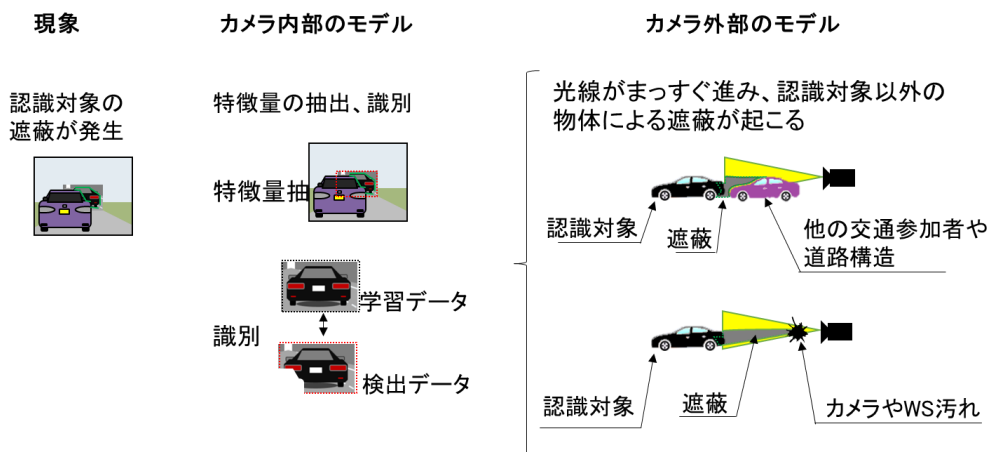 現象
カメラ内部のモデル
カメラ外部のモデル
認識対象の
遮蔽が発生
特徴量の抽出、識別
特徴量抽
学習データ
識別
検出データ
光線がまっすぐ進み、認識対象以外の
物体による遮蔽が起こる
認識対象
遮蔽
他の交通参加者や
道路構造
認識対象
遮蔽
カメラやWS汚れ